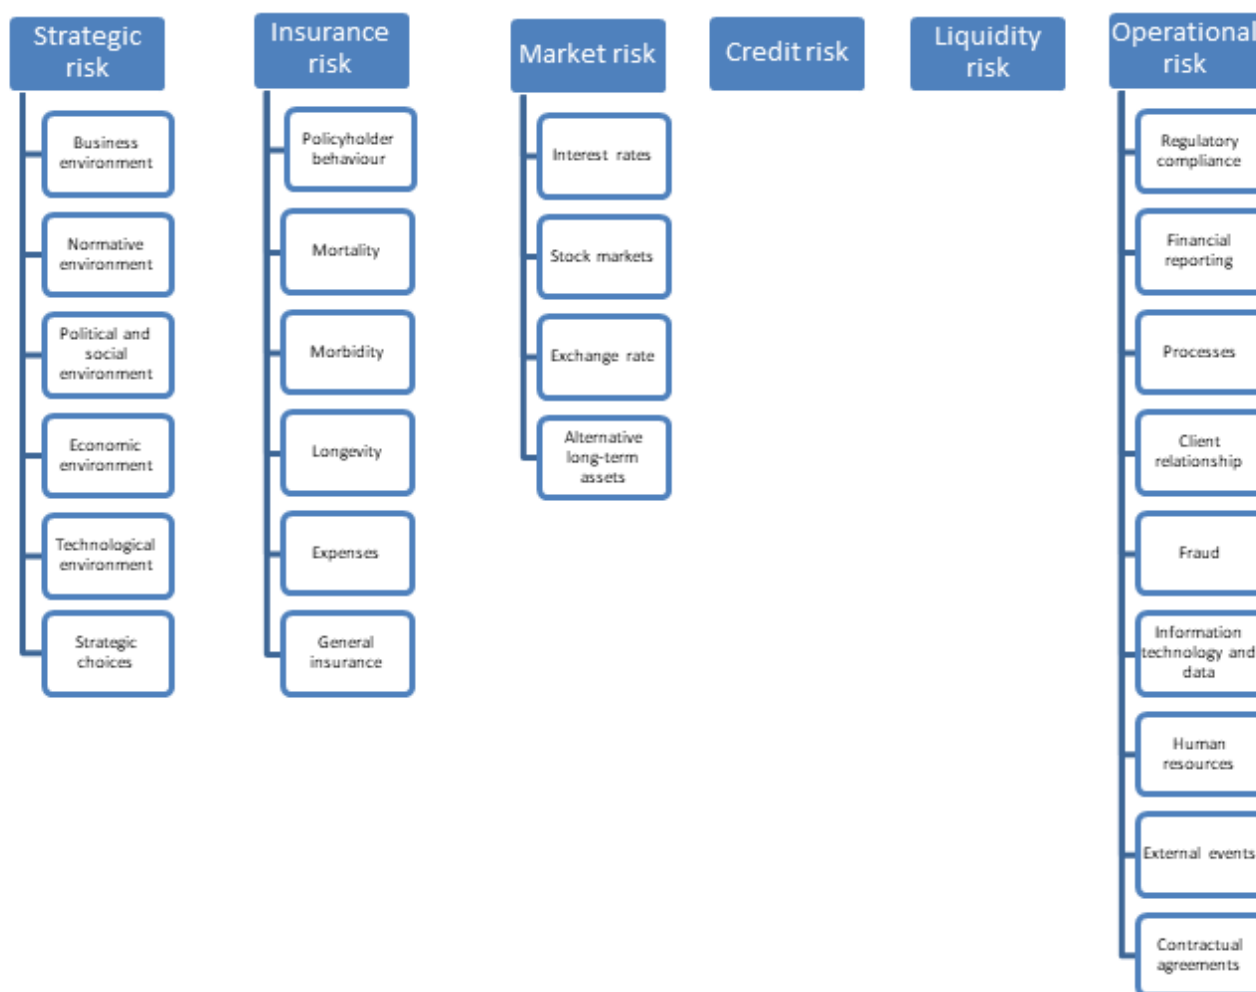 Strategic
risk
Business
environment
Normative
environment
Political and
social
environment
Economic
environment
Technological
environment
Strategic
choices
Insurance
risk
Policyholder
behaviour
Mortality
Morbidity
Longevity
Expenses
General
insurance
Market risk
Interest rates
Stock markets
Exchange rate
Alternative
long-term
assets
Credit risk
Liquidity
risk
Operational
risk
Regulatory
compliance
Financial
reporting
Processes
Client
relationship
Fraud
Information
technology and
data
Human
resources
External events
Contractual
agreements